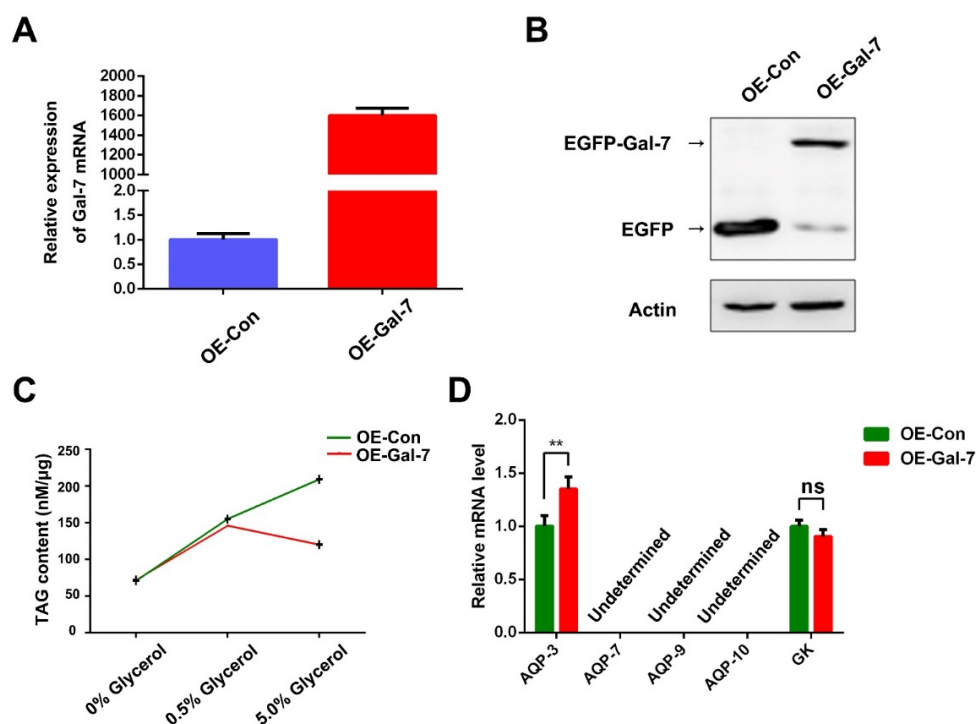 A
Relative expression
of Gal-7 mRNA
2000
1800
1600
1400
1200
1000
2.0
1.5
1.0
0.5
0.0
OE-Con
OE-Gal-7
B
OE-Con
OE-Gal-7
EGFP-Gal-7 →
EGFP →
Actin
C
TAG content (nM/μg)
250
200
150
100
50
0
OE-Con
OE-Gal-7
0% Glycerol
0.5% Glycerol
5.0% Glycerol
D
Relative mRNA level
2.0
1.5
1.0
0.5
0.0
**
Undetermined
Undetermined
Undetermined
ns
OE-Con
OE-Gal-7
AQP-3
AQP-7
AQP-9
AQP-10
GK